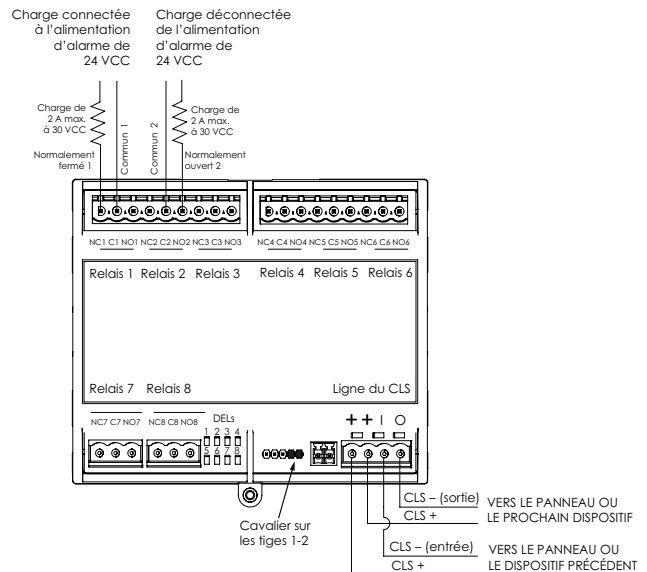 Charge connectée
à l'alimentation
d'alarme de
24 VCC
Charge déconnectée
de l'alimentation
d'alarme de
24 VCC
Charge de
2 A max.
à 30 VCC
Normalement
fermé 1
Commun 1
Commun 2
Charge de
2 A max.
à 30 VCC
Normalement
ouvert 2
NC1 C1 NO1 NC2 C2 NO2 NC3 C3 NO3
NC4 C4 NO4 NC5 C5 NO5 NC6 C6 NO6
Relais 1 Relais 2 Relais 3
Relais 4 Relais 5 Relais 6
Relais 7 Relais 8
Ligne du CLS
NC7 C7 NO7 NC8 C8 NO8
DELs
1 2 3 4
5 6 7 8
+ + I O
Cavalier sur
les tiges 1-2
CLS – (sortie)
CLS +
VERS LE PANNEAU OU
LE PROCHAIN DISPOSITIF
CLS – (entrée)
CLS +
VERS LE PANNEAU OU
LE DISPOSITIF PRÉCÉDENT